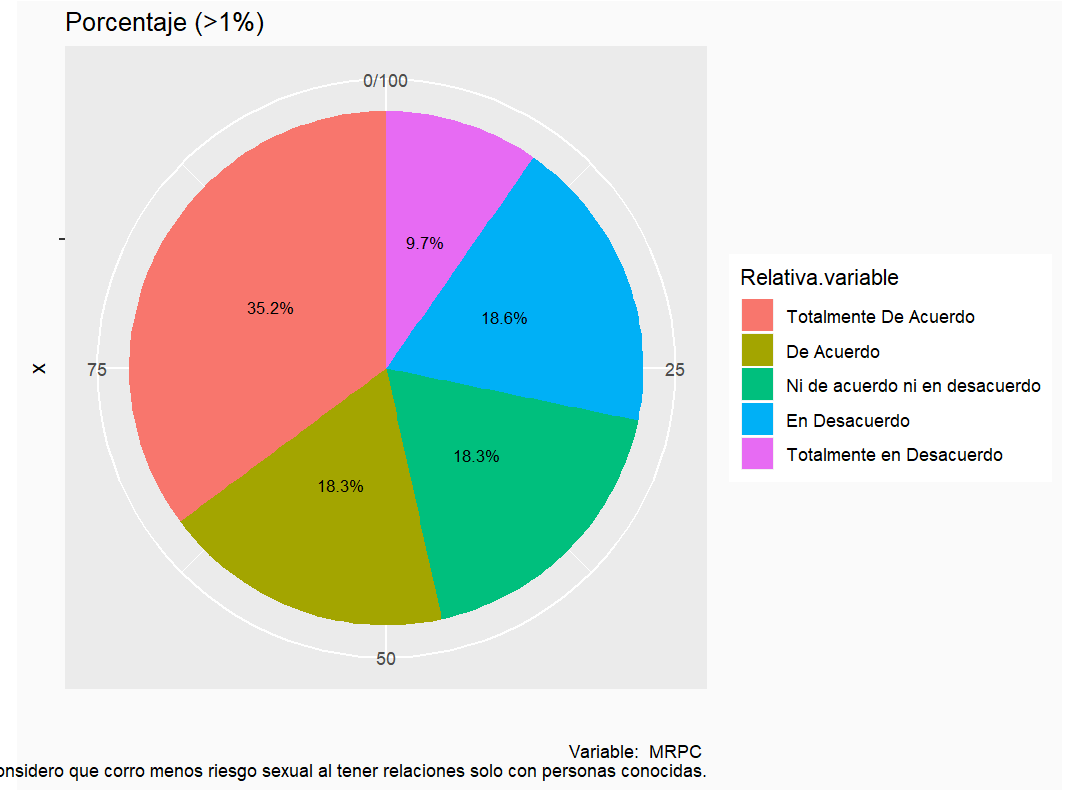 Porcentaje (>1%)
0/100
9.7%
35.2%
18.6%
x
75
25
18.3%
18.3%
50
Relativa.variable
Totalmente De Acuerdo
De Acuerdo
Ni de acuerdo ni en desacuerdo
En Desacuerdo
Totalmente en Desacuerdo
Variable: MRPC
onsidero que corro menos riesgo sexual al tener relaciones solo con personas conocidas.